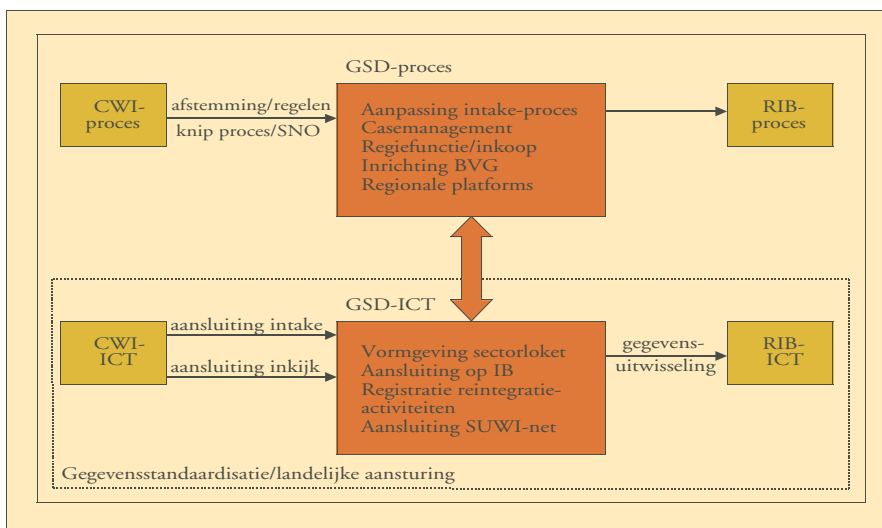 GSD-proces
CWI-
proces
afstemming/regelen
knip proces/SNO
Aanpassing intake-proces
Casemanagement
Regiefunctie/inkoop
Inrichting BVG
Regionale platforms
RIB-
proces
GSD-ICT
CWI-
ICT
aansluiting intake
aansluiting inkijk
Vormgeving sectorloket
Aansluiting op IB
Registratie reintegratie-
activiteiten
Aansluiting SUWI-net
gegevens-
uitwisseling
RIB-
ICT
Gegevensstandaardisatie/landelijke aansturing